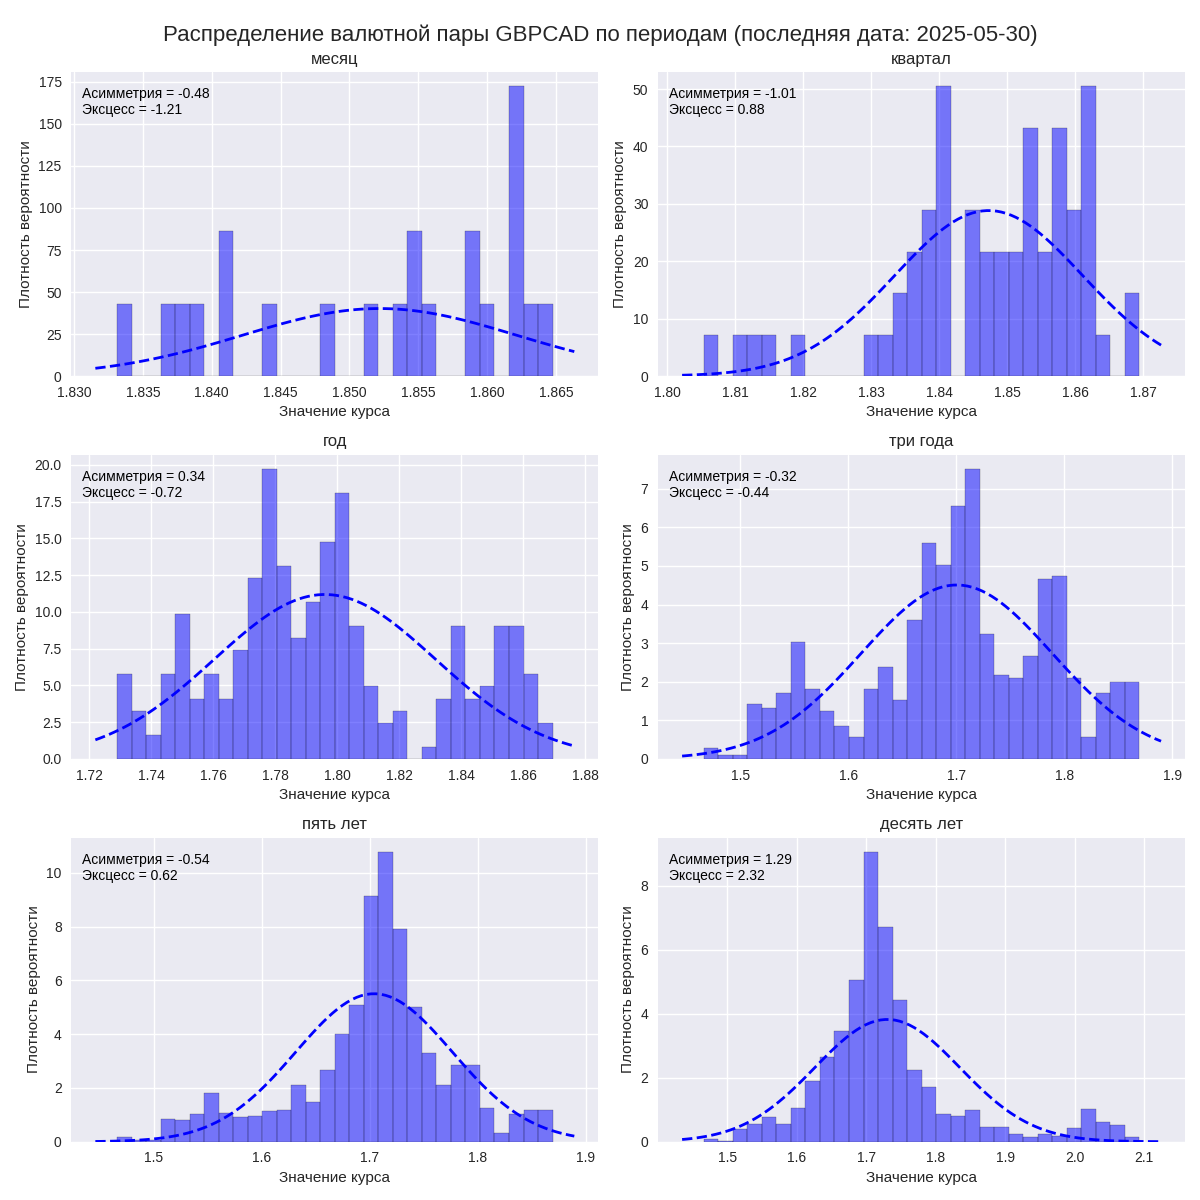 Распределение валютной пары GBPCAD по периодам (последняя дата: 2025-05-30)
месяц
Асимметрия = -0.48
Эксцесс = -1.21
Плотность вероятности
175
150
125
100
75
50
25
0
1.830 1.835 1.840 1.845 1.850 1.855 1.860 1.865
Значение курса
квартал
Асимметрия = -1.01
Эксцесс = 0.88
Плотность вероятности
50
40
30
20
10
0
1.80 1.81 1.82 1.83 1.84 1.85 1.86 1.87
Значение курса
год
Асимметрия = 0.34
Эксцесс = -0.72
Плотность вероятности
20.0
17.5
15.0
12.5
10.0
7.5
5.0
2.5
0.0
1.72 1.74 1.76 1.78 1.80 1.82 1.84 1.86 1.88
Значение курса
три года
Асимметрия = -0.32
Эксцесс = -0.44
Плотность вероятности
7
6
5
4
3
2
1
0
1.5 1.6 1.7 1.8 1.9
Значение курса
пять лет
Асимметрия = -0.54
Эксцесс = 0.62
Плотность вероятности
10
8
6
4
2
0
1.5 1.6 1.7 1.8 1.9
Значение курса
десять лет
Асимметрия = 1.29
Эксцесс = 2.32
Плотность вероятности
8
6
4
2
0
1.5 1.6 1.7 1.8 1.9 2.0 2.1
Значение курса